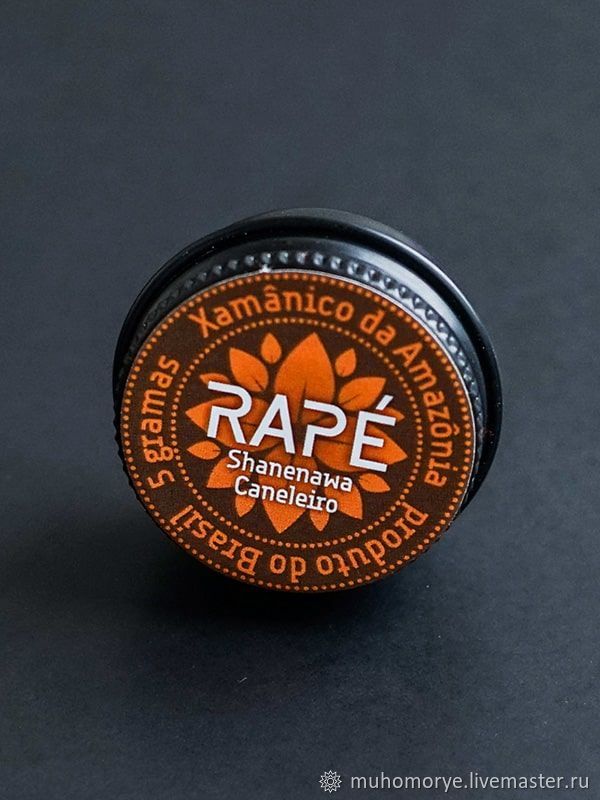 Xamânico da Amazônia
RAPÉ
Shanenawa
Caneleiro
5 gramas
produto do Brasil
muhomorye.livemaster.ru